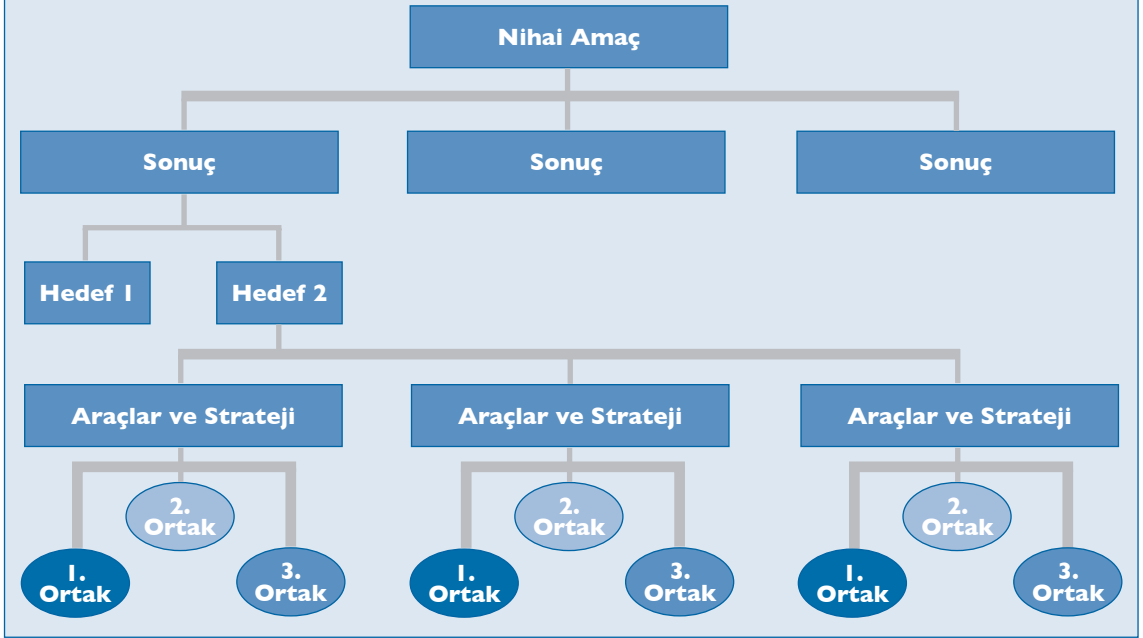 Nihai Amaç
Sonuç
Sonuç
Sonuç
Hedef 1
Hedef 2
Araçlar ve Strateji
Araçlar ve Strateji
Araçlar ve Strateji
1.
Ortak
2.
Ortak
3.
Ortak
1.
Ortak
2.
Ortak
3.
Ortak
1.
Ortak
2.
Ortak
3.
Ortak